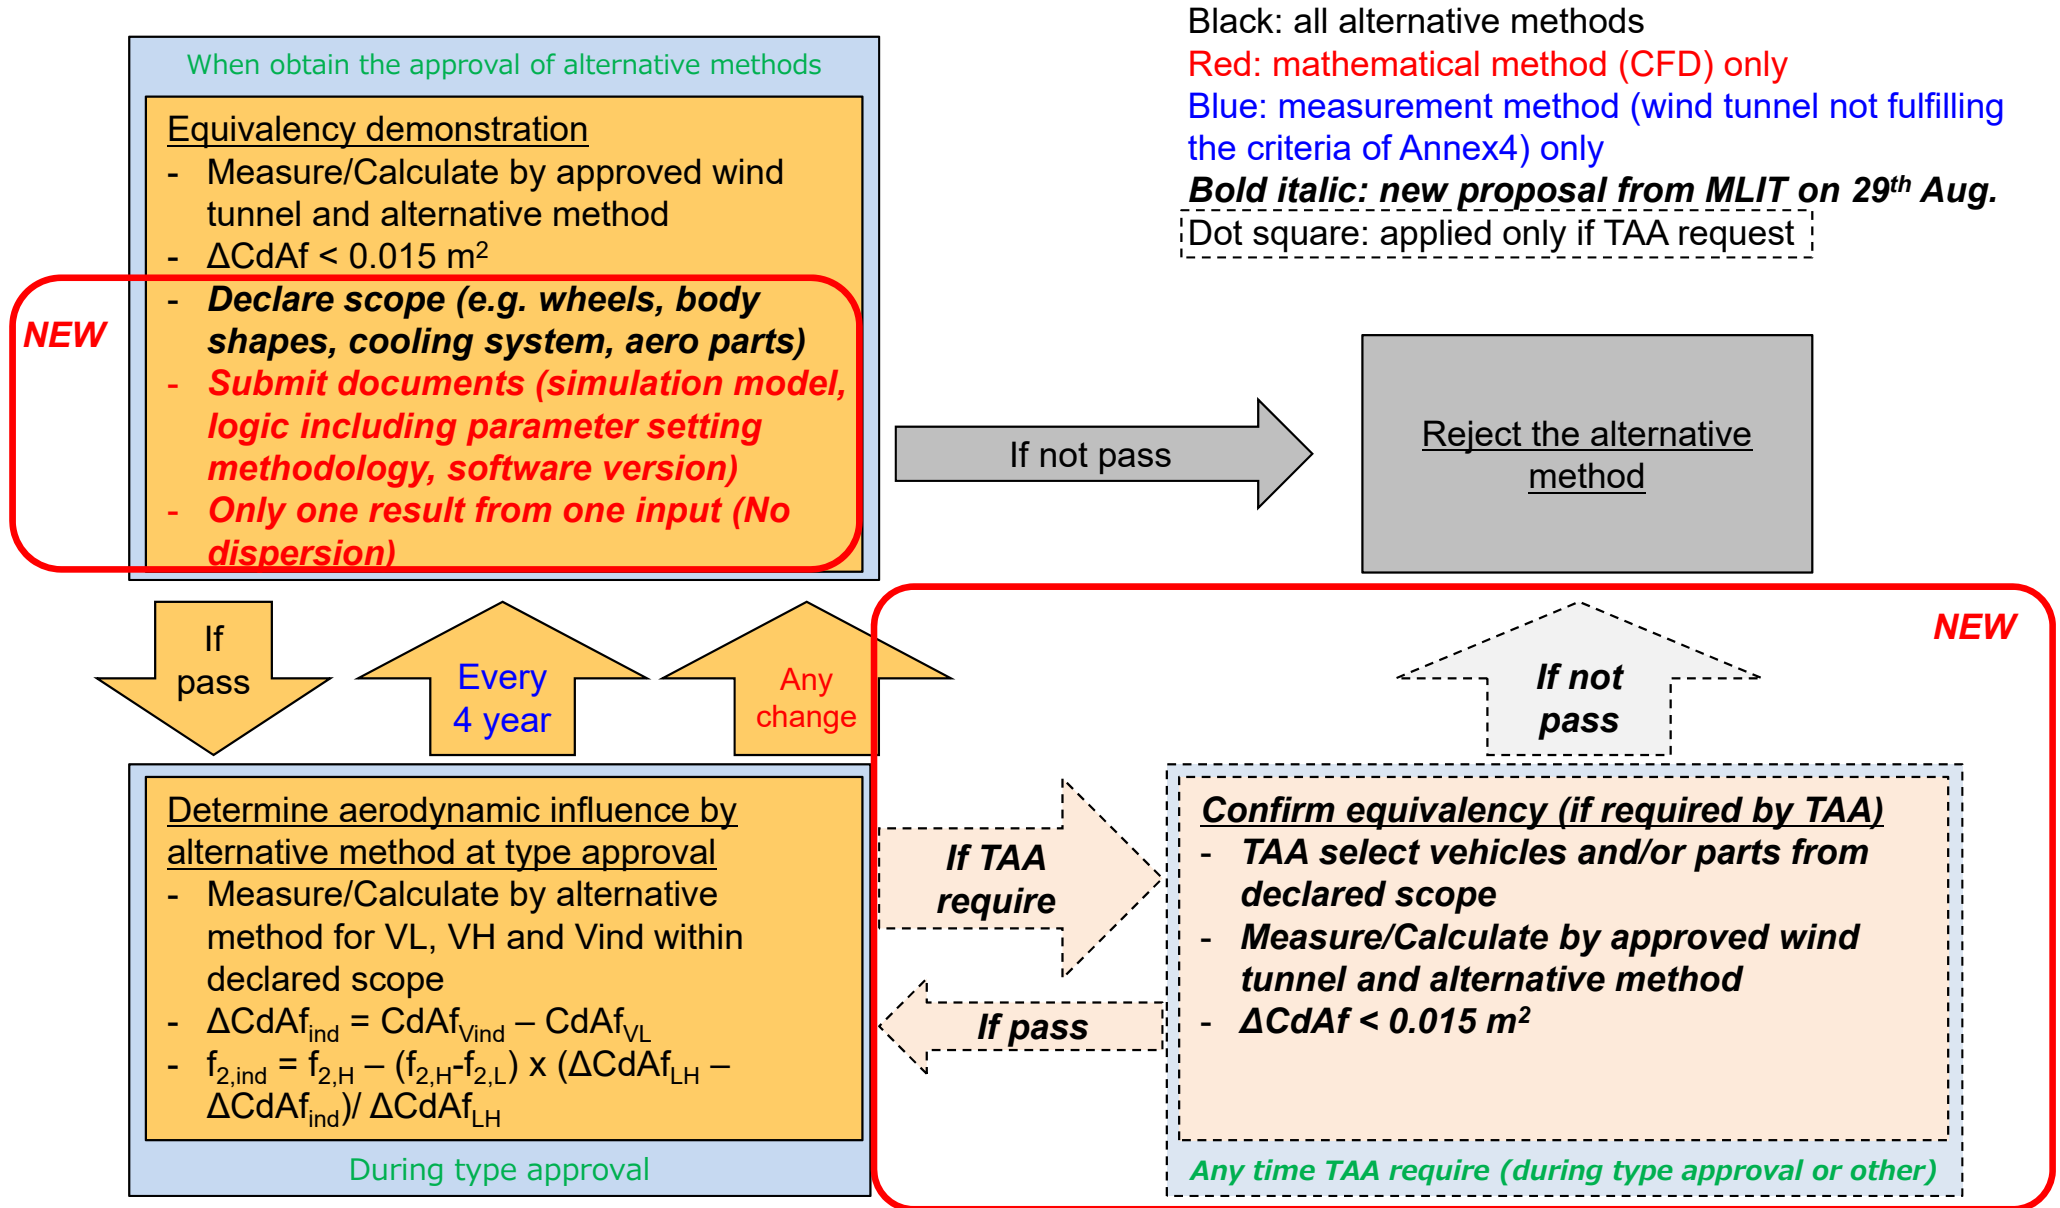 Black: all alternative methods
Red: mathematical method (CFD) only
Blue: measurement method (wind tunnel not fulfilling
the criteria of Annex4) only
Bold italic: new proposal from MLIT on 29th Aug.
Dot square: applied only if TAA request
When obtain the approval of alternative methods
Equivalency demonstration
- Measure/Calculate by approved wind
tunnel and alternative method
- ΔCdAf < 0.015 m²
- Declare scope (e.g. wheels, body
shapes, cooling system, aero parts)
- Submit documents (simulation model,
logic including parameter setting
methodology, software version)
- Only one result from one input (No
dispersion)
NEW
If not pass
Reject the alternative
method
If
pass
Every
4 year
Any
change
NEW
If not
pass
Determine aerodynamic influence by
alternative method at type approval
- Measure/Calculate by alternative
method for VL, VH and Vind within
declared scope
- ΔCdAfind = CdAfVind – CdAfVL
- f2,ind = f2,H – (f2,H-f2,L) x (ΔCdAfLH –
ΔCdAfind)/ ΔCdAfLH
During type approval
If TAA
require
If pass
Confirm equivalency (if required by TAA)
- TAA select vehicles and/or parts from
declared scope
- Measure/Calculate by approved wind
tunnel and alternative method
- ΔCdAf < 0.015 m²
Any time TAA require (during type approval or other)